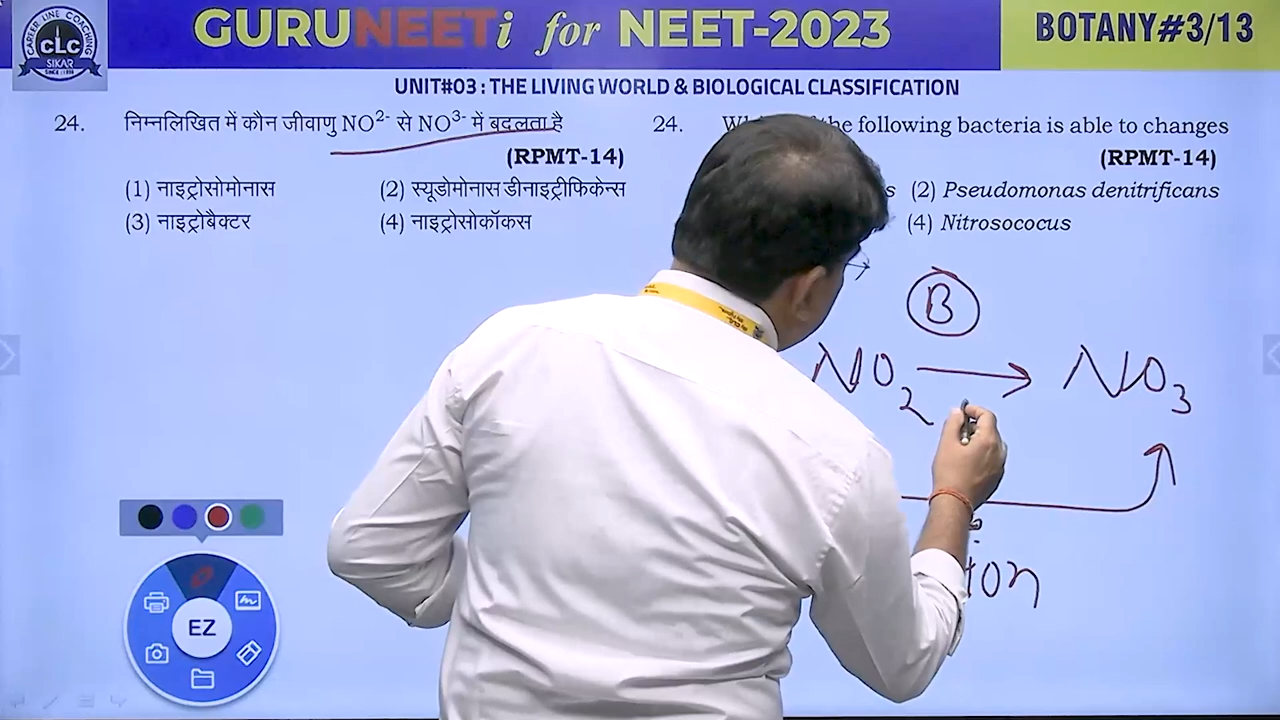 GURUNEETi for NEET-2023
BOTANY#3/13
CAREER LINE COACHING
CLC
SIKAR
SINCE : 1996
UNIT#03 : THE LIVING WORLD & BIOLOGICAL CLASSIFICATION
24. निम्नलिखित में कौन जीवाणु NO²⁻ से NO³⁻ में बदलता है
(RPMT-14)
(1) नाइट्रोसोमोनास (2) स्यूडोमोनास डीनाइट्रीफिकेन्स
(3) नाइट्रोबैक्टर (4) नाइट्रोसोकॉकस
24. the following bacteria is able to changes
(RPMT-14)
(2) Pseudomonas denitrificans
(4) Nitrosococus
B
NO₂ → NO₃
EZ